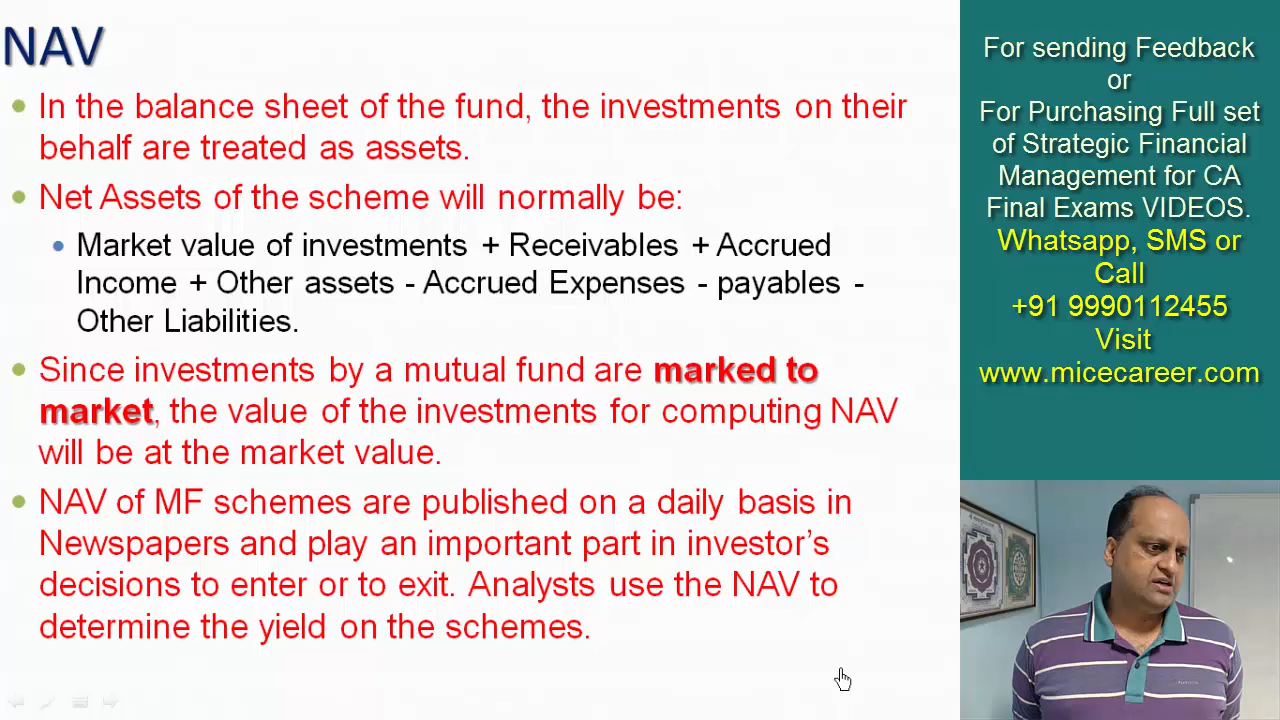 NAV
In the balance sheet of the fund, the investments on their
behalf are treated as assets.
Net Assets of the scheme will normally be:
Market value of investments + Receivables + Accrued
Income + Other assets - Accrued Expenses - payables -
Other Liabilities.
Since investments by a mutual fund are marked to
market, the value of the investments for computing NAV
will be at the market value.
NAV of MF schemes are published on a daily basis in
Newspapers and play an important part in investor's
decisions to enter or to exit. Analysts use the NAV to
determine the yield on the schemes.
For sending Feedback
or
For Purchasing Full set
of Strategic Financial
Management for CA
Final Exams VIDEOS.
Whatsapp, SMS or
Call
+91 9990112455
Visit
www.micecareer.com